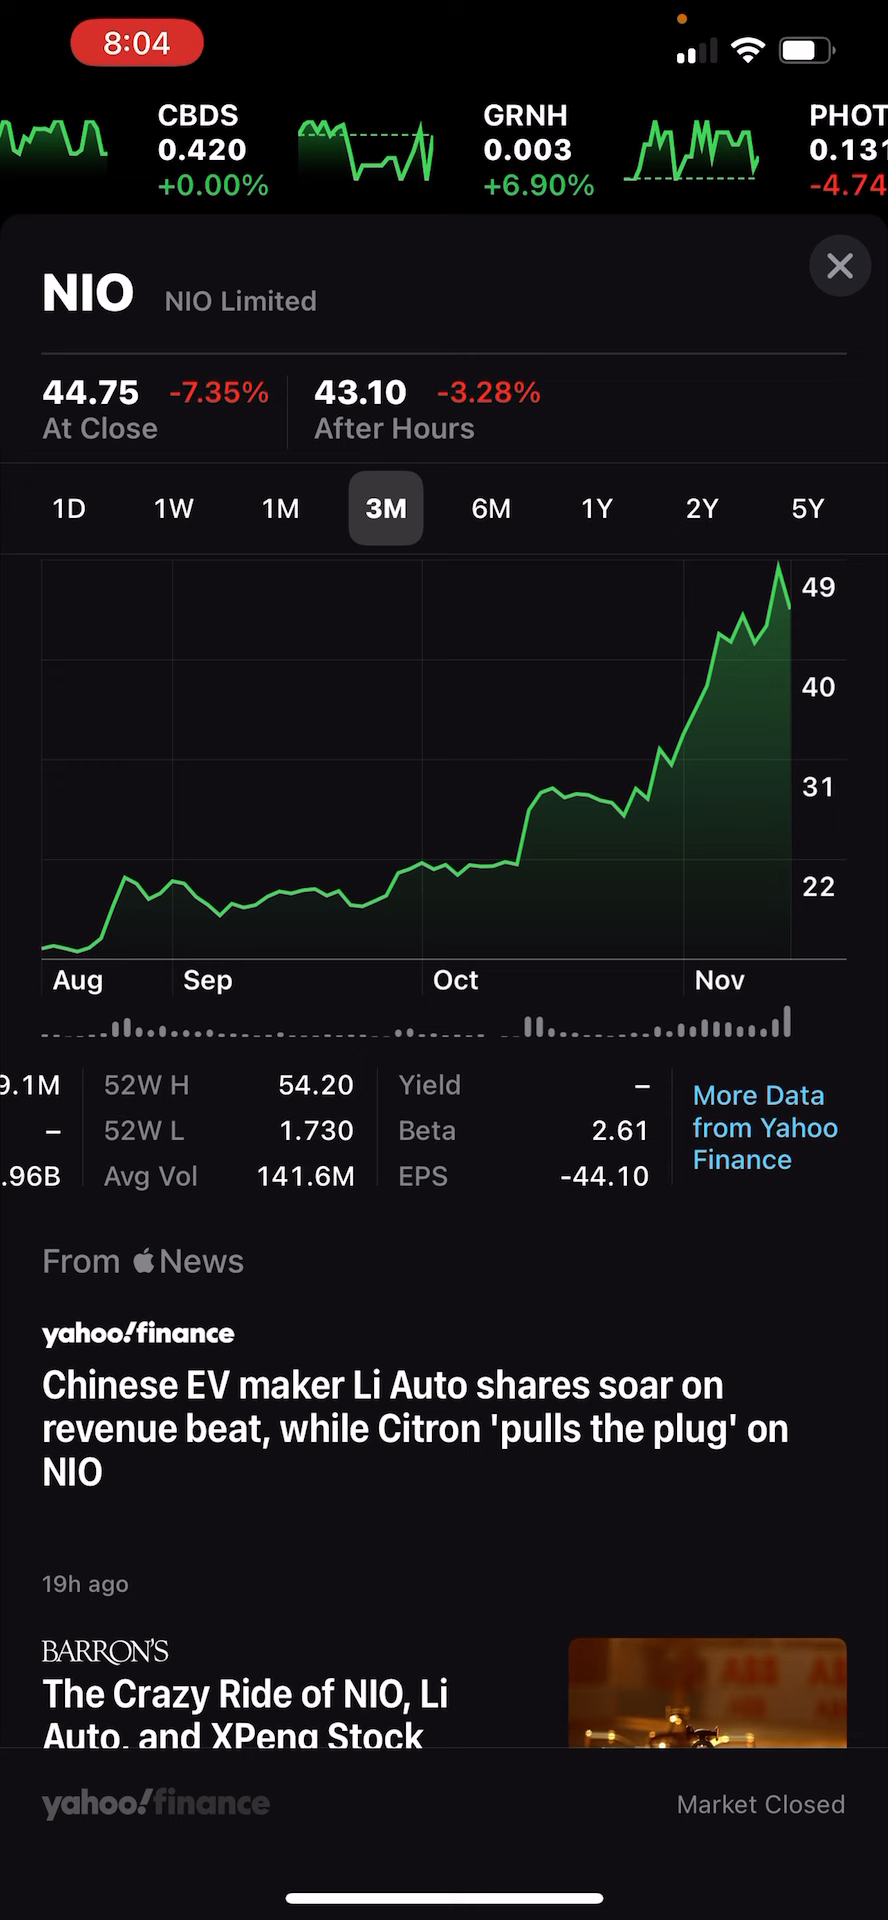 8:04
CBDS
0.420
+0.00%
GRNH
0.003
+6.90%
PHOT
0.131
-4.74
NIO NIO Limited
44.75 -7.35%
At Close
43.10 -3.28%
After Hours
1D 1W 1M 3M 6M 1Y 2Y 5Y
49
40
31
22
Aug Sep Oct Nov
9.1M
–
.96B
52W H 54.20
52W L 1.730
Avg Vol 141.6M
Yield –
Beta 2.61
EPS -44.10
More Data
from Yahoo
Finance
From News
yahoo!finance
Chinese EV maker Li Auto shares soar on
revenue beat, while Citron 'pulls the plug' on
NIO
19h ago
BARRON'S
The Crazy Ride of NIO, Li
Auto, and XPeng Stock
ABB
yahoo!finance
Market Closed